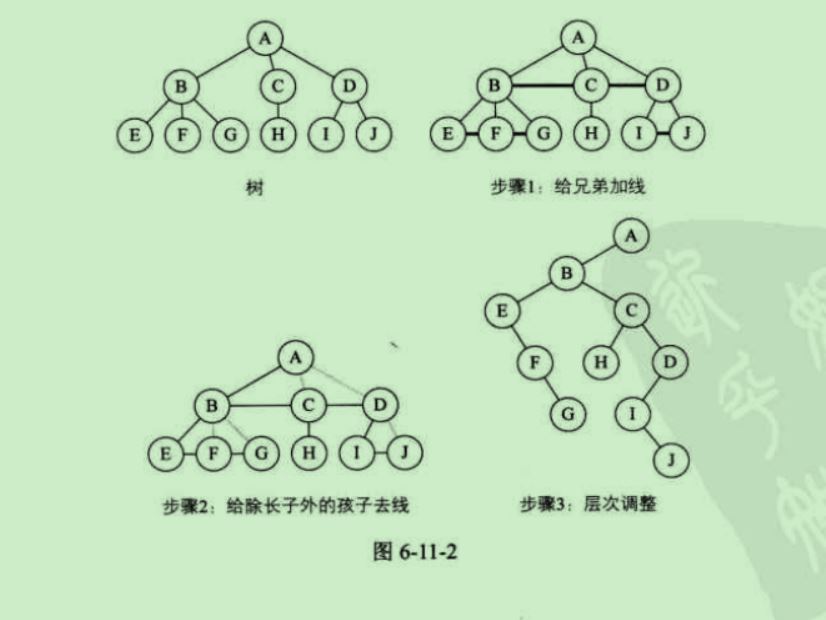 A
B C D
E F G H I J
树
A
B C D
E F G H I J
步骤1：给兄弟加线
A
B C D
E F G H I J
步骤2：给除长子外的孩子去线
A
B
E C
F H D
G I
J
步骤3：层次调整
图 6-11-2